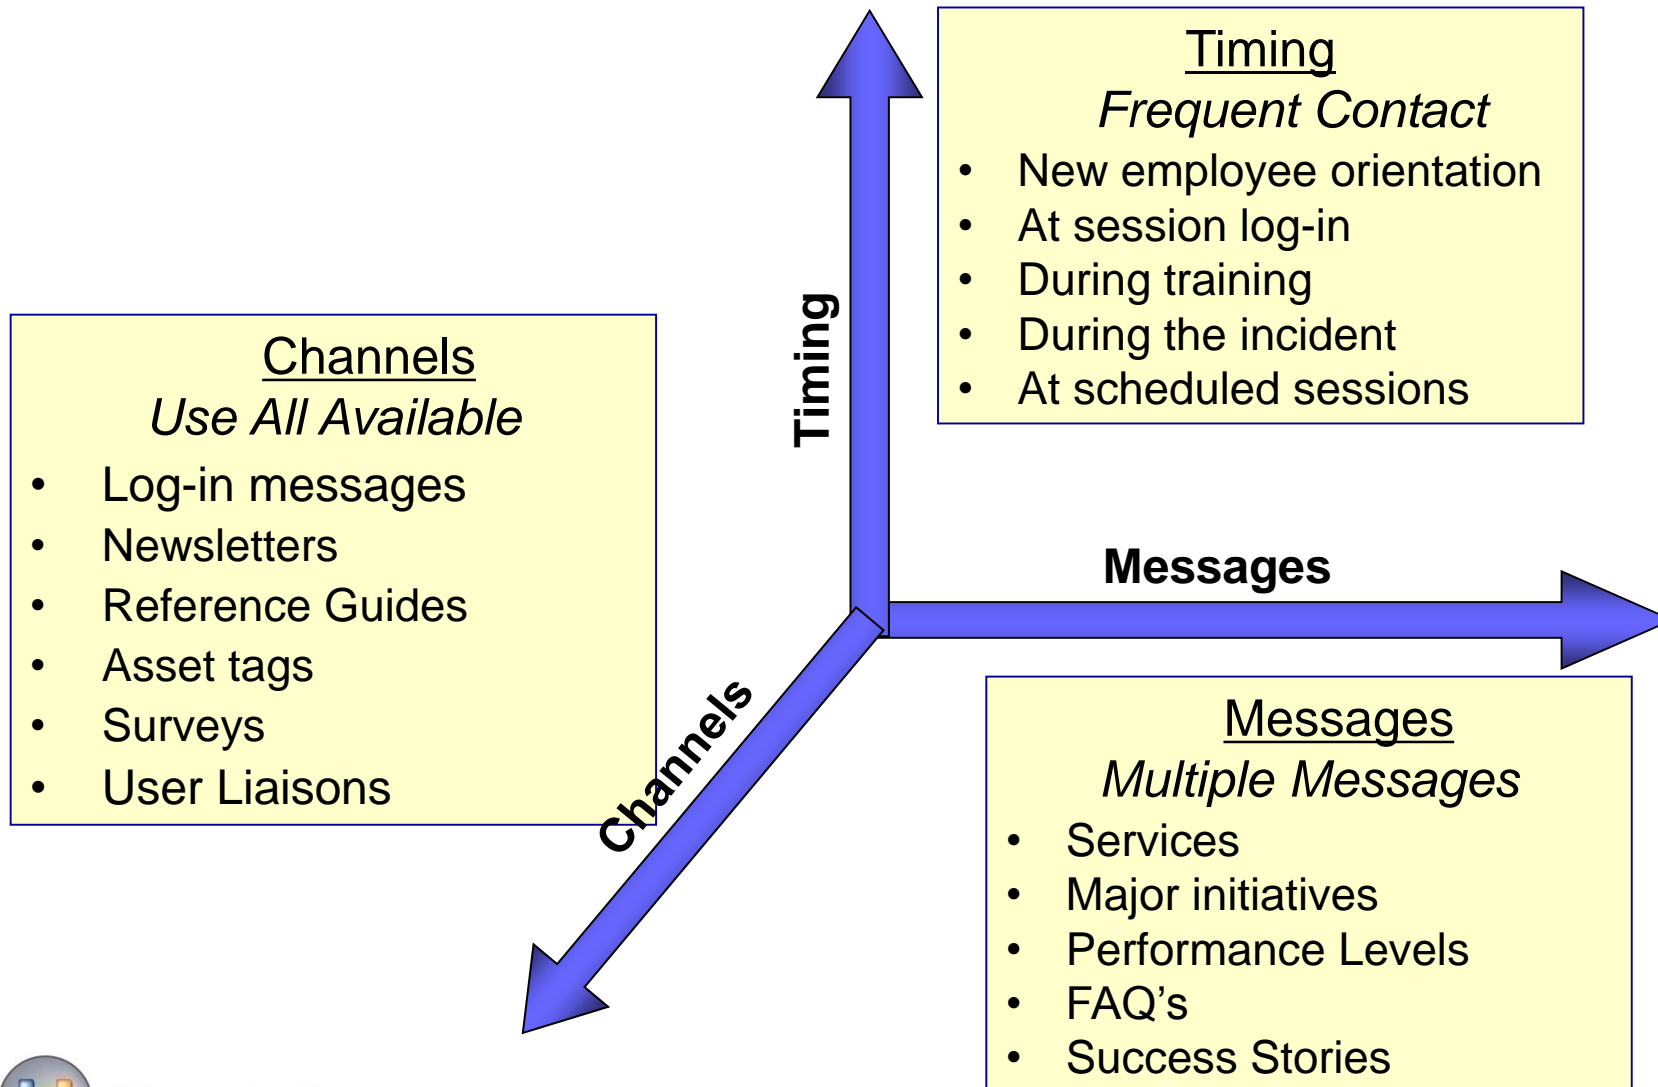 Timing
Frequent Contact
• New employee orientation
• At session log-in
• During training
• During the incident
• At scheduled sessions
Timing
Channels
Use All Available
• Log-in messages
• Newsletters
• Reference Guides
• Asset tags
• Surveys
• User Liaisons
Channels
Messages
Messages
Multiple Messages
• Services
• Major initiatives
• Performance Levels
• FAQ’s
• Success Stories